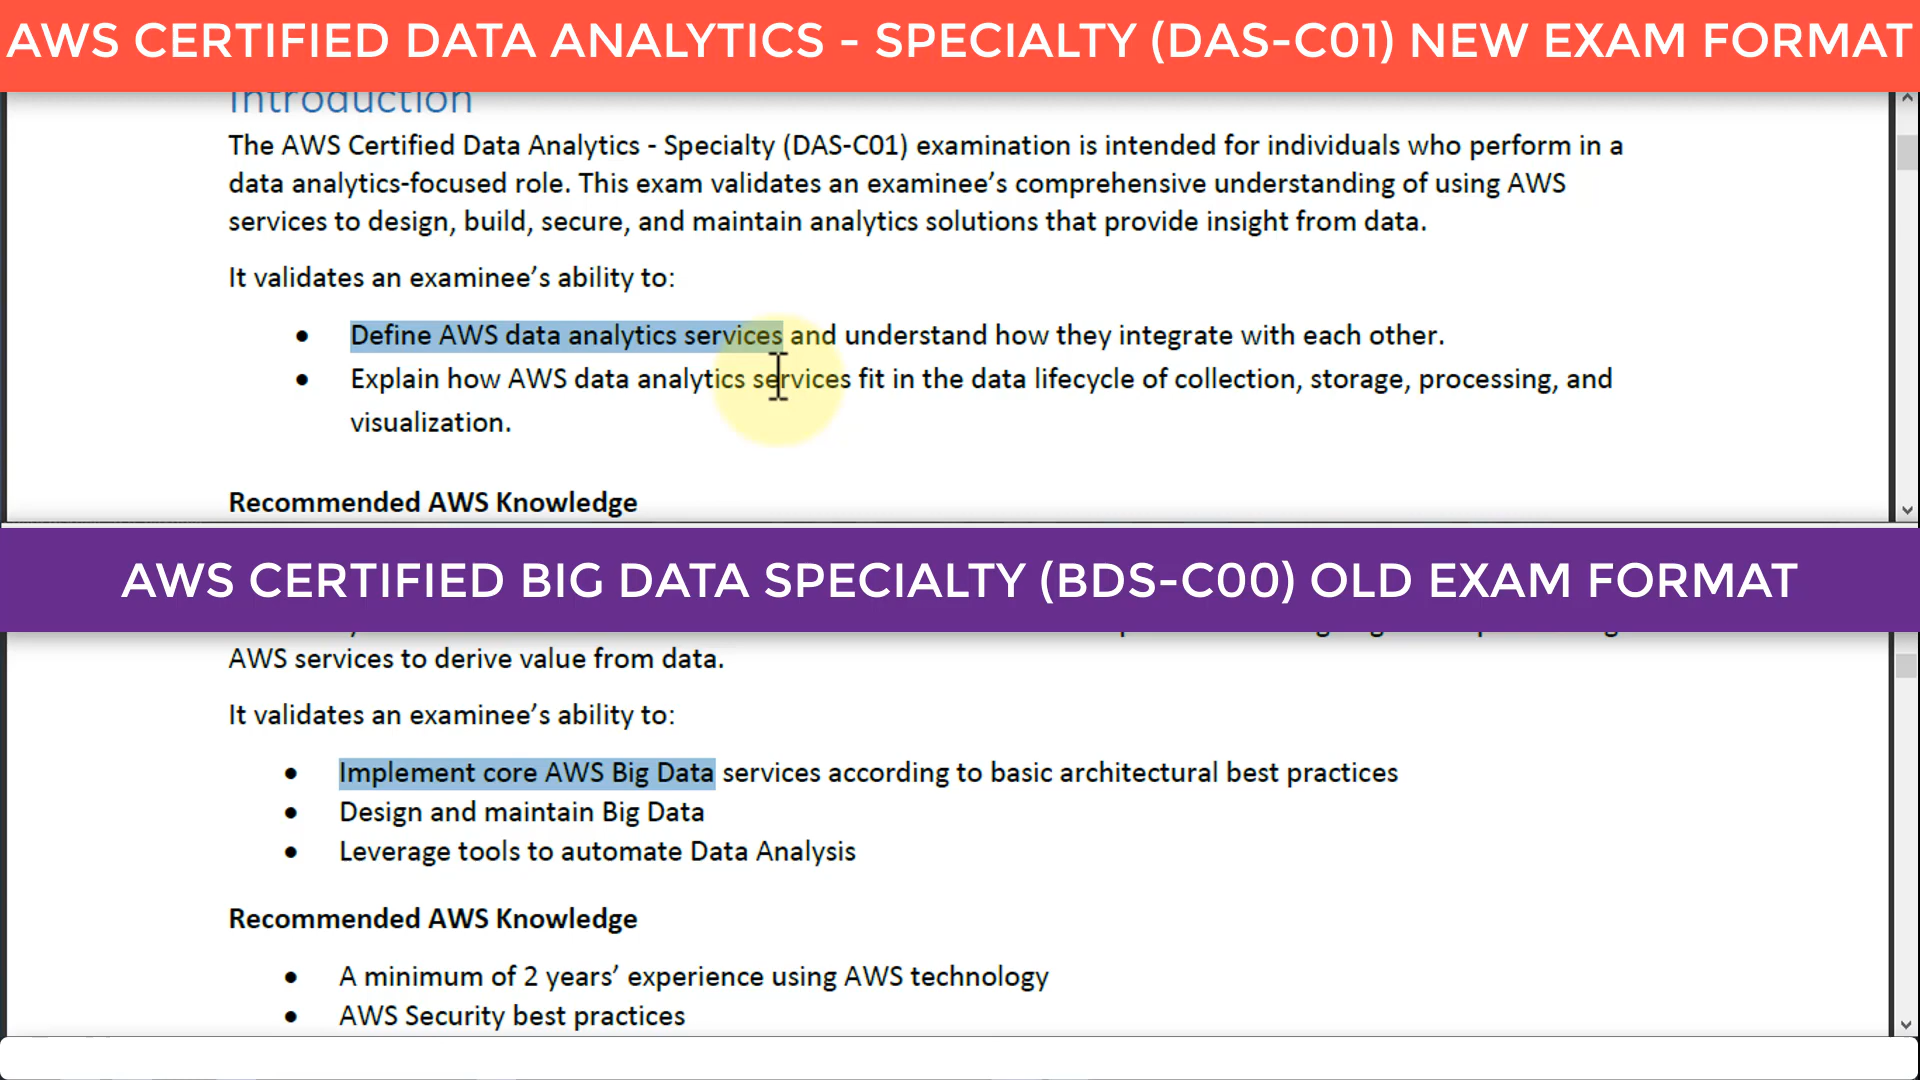 AWS CERTIFIED DATA ANALYTICS - SPECIALTY (DAS-C01) NEW EXAM FORMAT
Introduction
The AWS Certified Data Analytics - Specialty (DAS-C01) examination is intended for individuals who perform in a
data analytics-focused role. This exam validates an examinee’s comprehensive understanding of using AWS
services to design, build, secure, and maintain analytics solutions that provide insight from data.
It validates an examinee’s ability to:
● Define AWS data analytics services and understand how they integrate with each other.
● Explain how AWS data analytics services fit in the data lifecycle of collection, storage, processing, and
visualization.
Recommended AWS Knowledge
AWS CERTIFIED BIG DATA SPECIALTY (BDS-C00) OLD EXAM FORMAT
AWS services to derive value from data.
It validates an examinee’s ability to:
● Implement core AWS Big Data services according to basic architectural best practices
● Design and maintain Big Data
● Leverage tools to automate Data Analysis
Recommended AWS Knowledge
● A minimum of 2 years’ experience using AWS technology
● AWS Security best practices